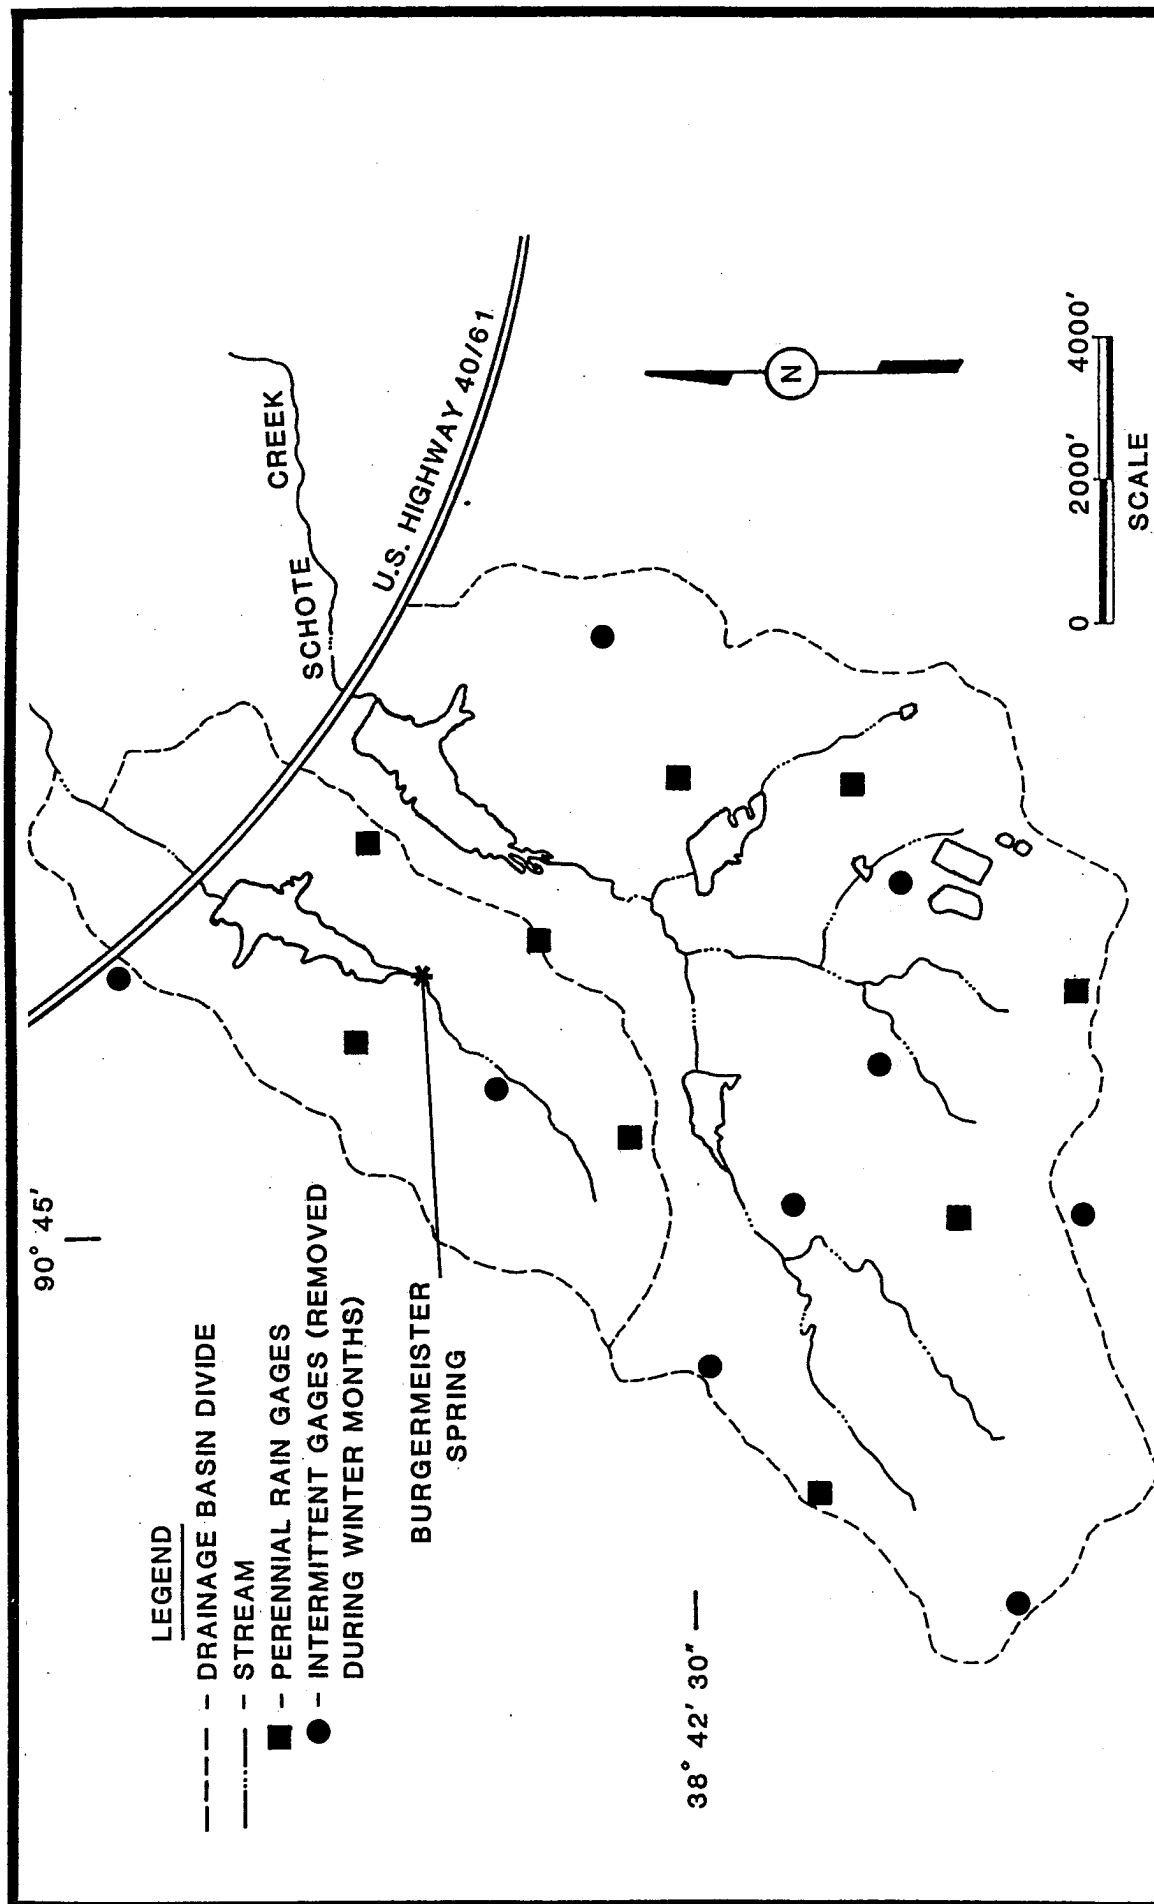 LEGEND
– DRAINAGE BASIN DIVIDE
– STREAM
– PERENNIAL RAIN GAGES
– INTERMITTENT GAGES (REMOVED
DURING WINTER MONTHS)
90° 45'
BURGERMEISTER
SPRING
SCHOTE
CREEK
U.S. HIGHWAY 40/61
38° 42' 30"
N
0 2000' 4000'
SCALE